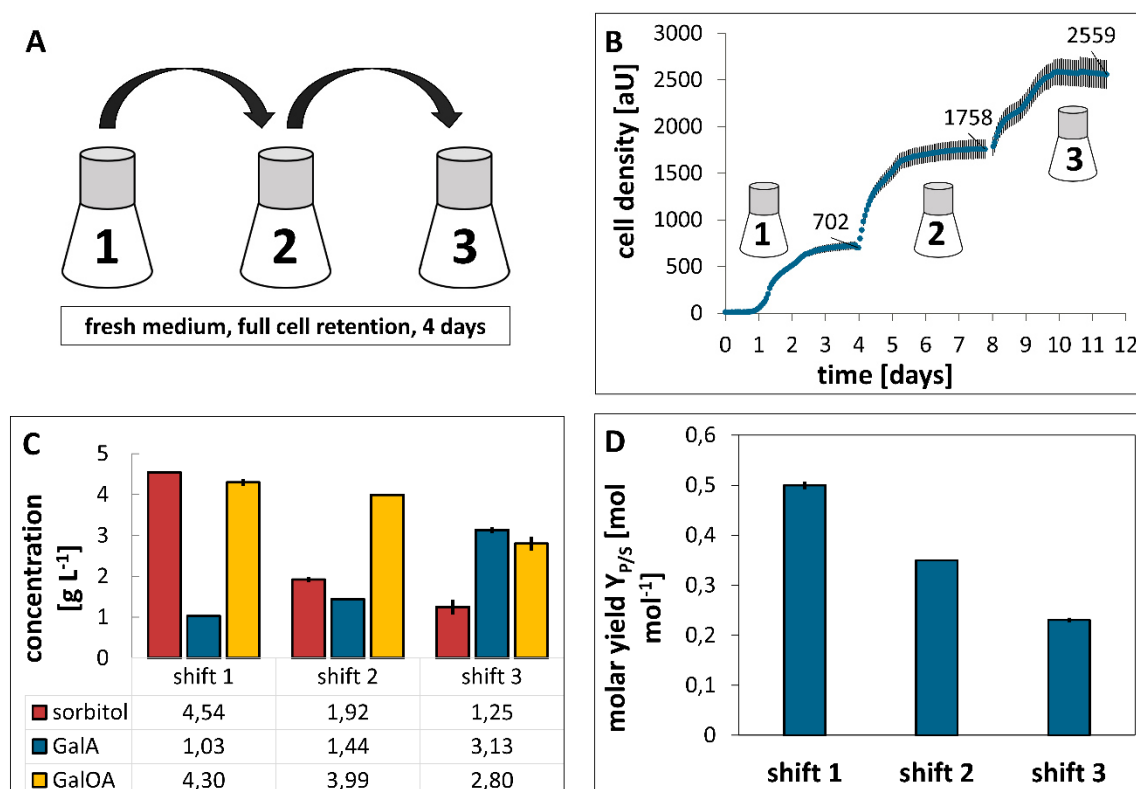 A
1
2
3
fresh medium, full cell retention, 4 days
B
cell density [aU]
3000
2500
2000
1500
1000
500
0
702
1758
2559
1
2
3
0 1 2 3 4 5 6 7 8 9 10 11 12
time [days]
C
concentration
[g L-1]
5
4
3
2
1
0
shift 1 shift 2 shift 3
sorbitol 4,54 1,92 1,25
GalA 1,03 1,44 3,13
GalOA 4,30 3,99 2,80
D
molar yield YP/S [mol
mol-1]
0,6
0,5
0,4
0,3
0,2
0,1
0
shift 1 shift 2 shift 3